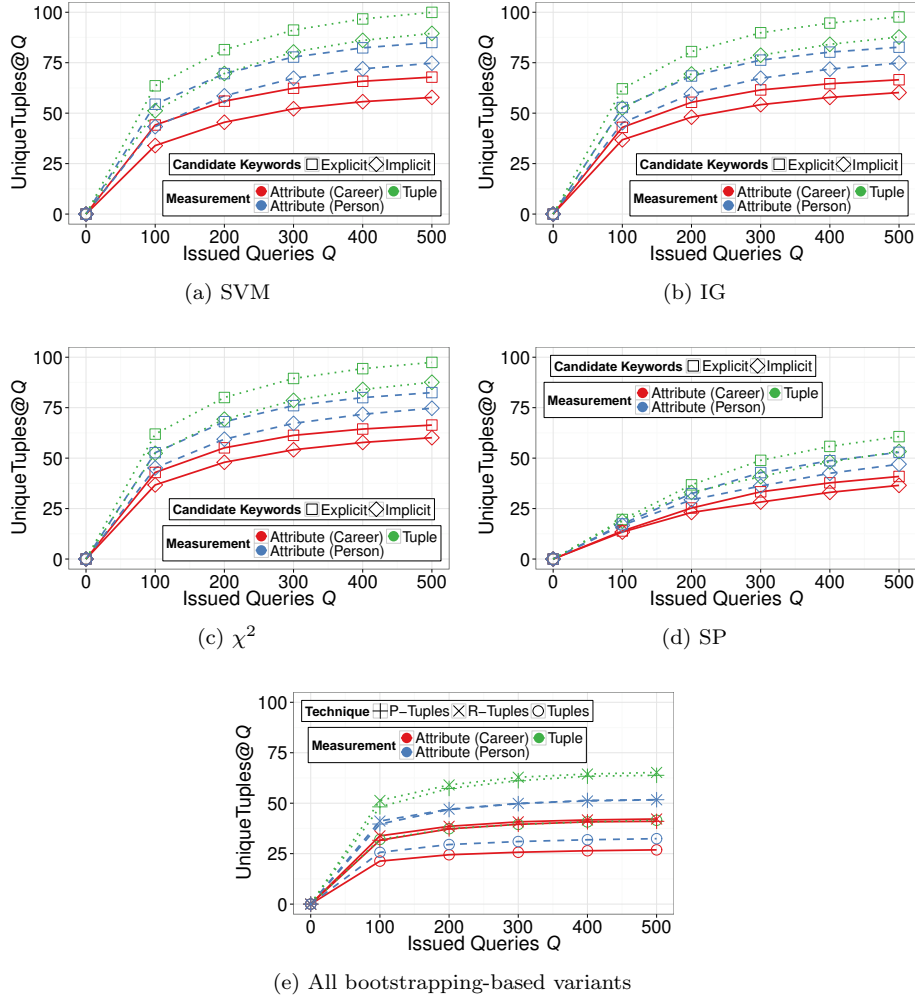 UniqueTuples@Q
100
75
50
25
0
Candidate Keywords Explicit Implicit
Measurement Attribute (Career) Tuple
Attribute (Person)
0 100 200 300 400 500
Issued Queries Q
(a) SVM
UniqueTuples@Q
100
75
50
25
0
Candidate Keywords Explicit Implicit
Measurement Attribute (Career) Tuple
Attribute (Person)
0 100 200 300 400 500
Issued Queries Q
(b) IG
UniqueTuples@Q
100
75
50
25
0
Candidate Keywords Explicit Implicit
Measurement Attribute (Career) Tuple
Attribute (Person)
0 100 200 300 400 500
Issued Queries Q
(c) χ²
UniqueTuples@Q
100
75
50
25
0
Candidate Keywords Explicit Implicit
Measurement Attribute (Career) Tuple
Attribute (Person)
0 100 200 300 400 500
Issued Queries Q
(d) SP
UniqueTuples@Q
100
75
50
25
0
Technique P−Tuples R−Tuples Tuples
Measurement Attribute (Career) Tuple
Attribute (Person)
0 100 200 300 400 500
Issued Queries Q
(e) All bootstrapping-based variants